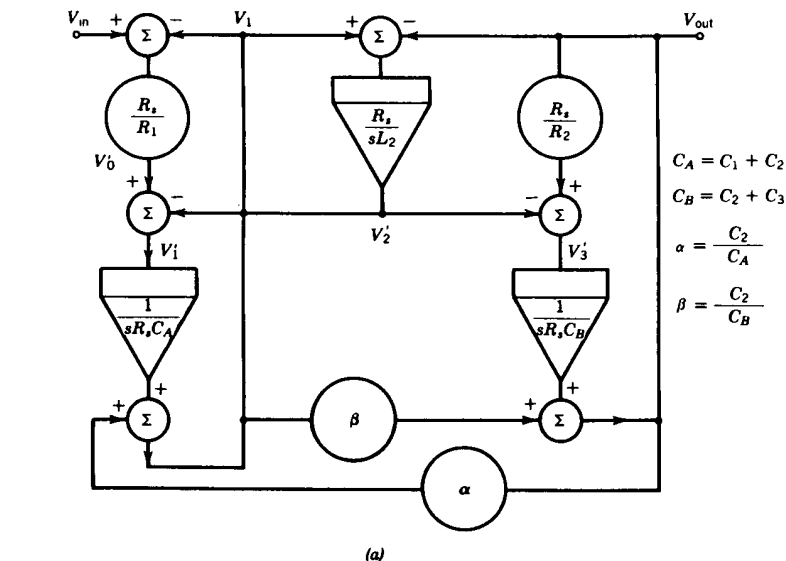 V_in + Σ − V_1 + Σ − V_out
R_s/R_1
R_s/sL_2
R_s/R_2
V'_0
+ Σ −
V'_2
− + Σ
V'_1
V'_3
C_A = C_1 + C_2
C_B = C_2 + C_3
α = C_2/C_A
β = C_2/C_B
1/sR_sC_A
1/sR_sC_B
+ + Σ
β
+ + Σ
α
(a)